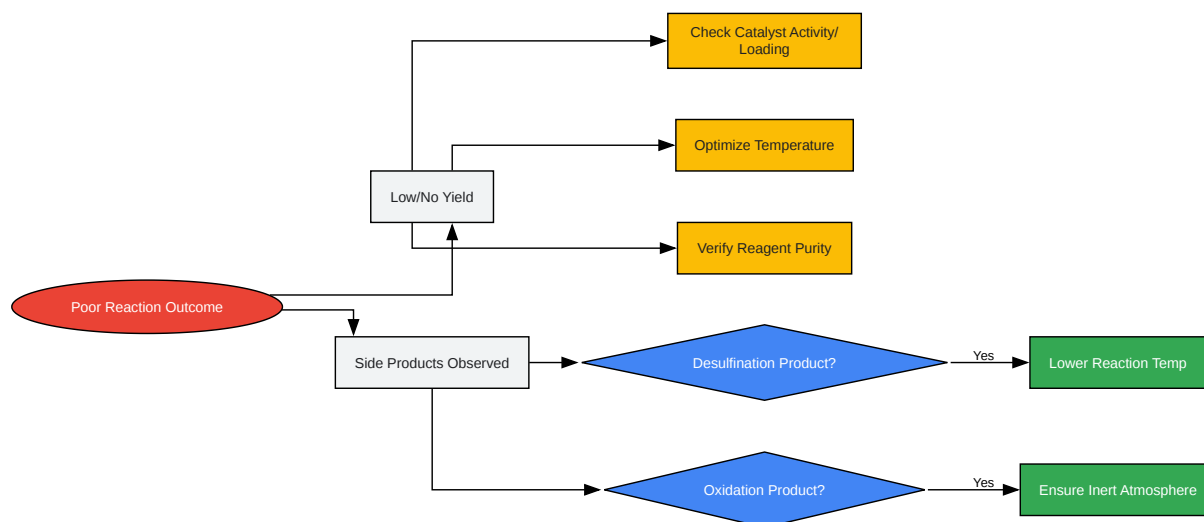 Check Catalyst Activity/
Loading
Optimize Temperature
Low/No Yield
Verify Reagent Purity
Poor Reaction Outcome
Side Products Observed
Desulfination Product?
Yes
Lower Reaction Temp
Oxidation Product?
Yes
Ensure Inert Atmosphere